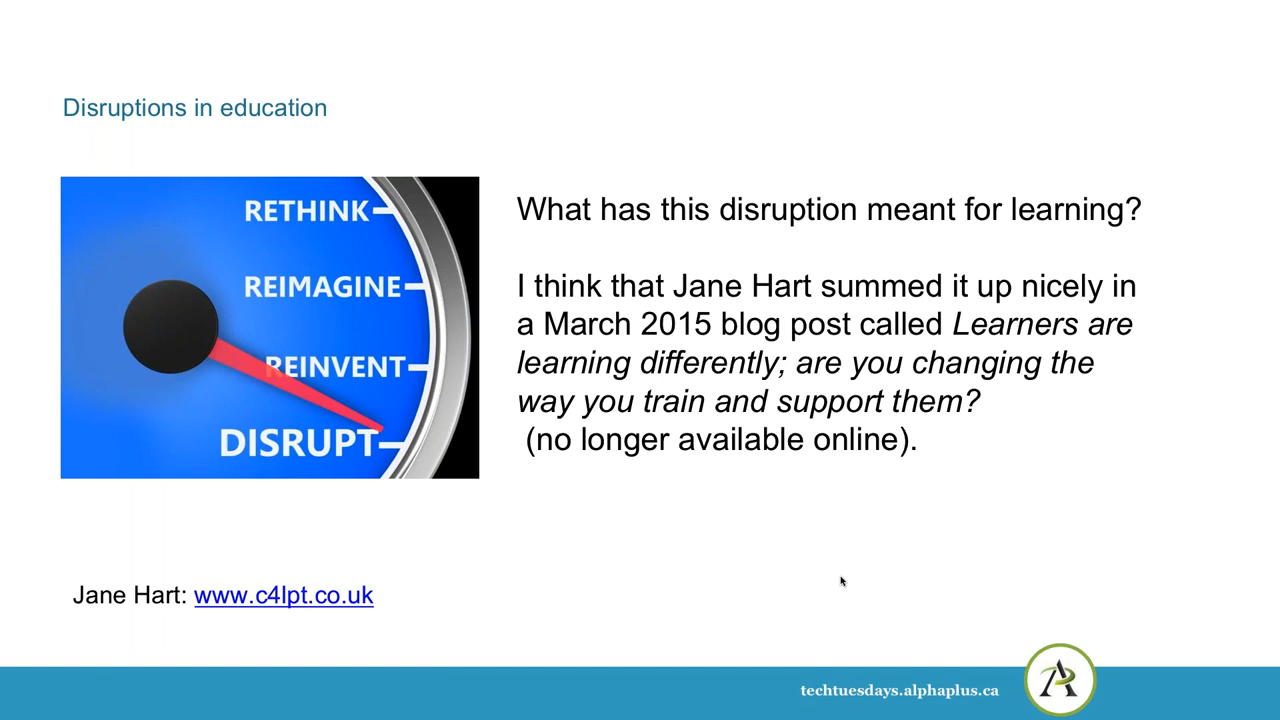 Disruptions in education
RETHINK
REIMAGINE
REINVENT
DISRUPT
What has this disruption meant for learning?
I think that Jane Hart summed it up nicely in
a March 2015 blog post called Learners are
learning differently; are you changing the
way you train and support them?
(no longer available online).
Jane Hart: www.c4lpt.co.uk
techtuesdays.alphaplus.ca